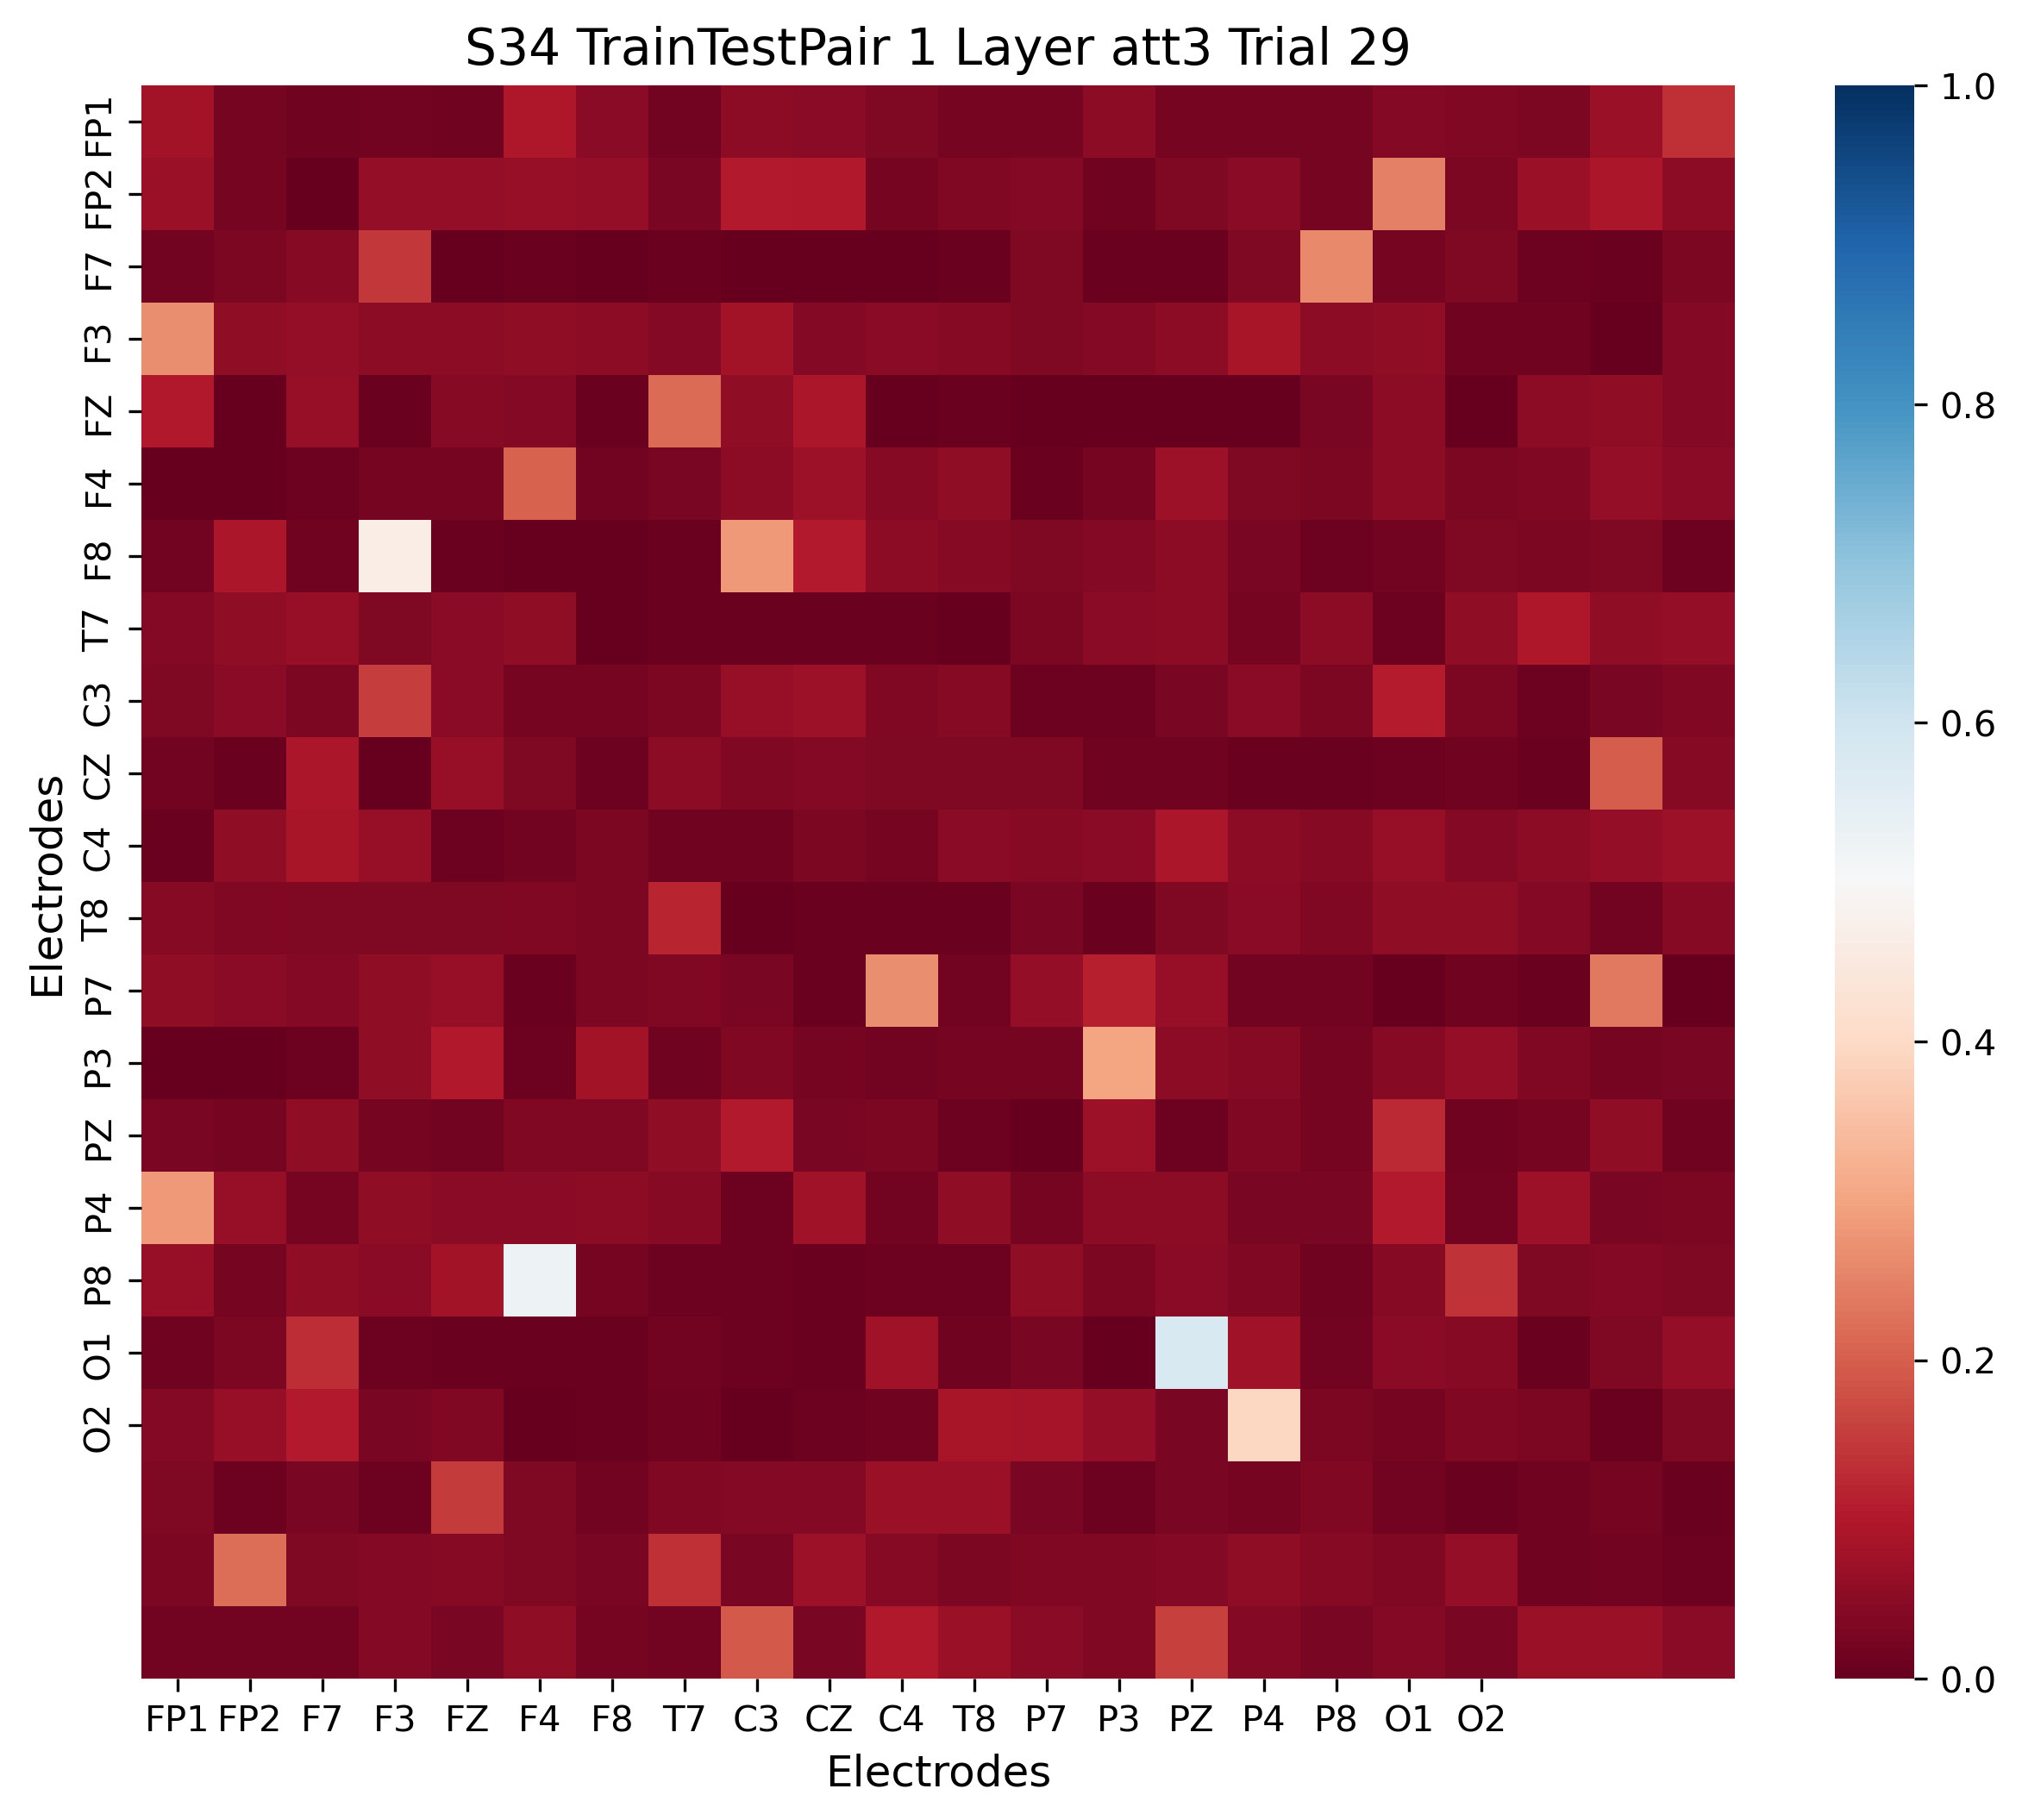 S34 TrainTestPair 1 Layer att3 Trial 29
Electrodes
FP1
FP2
F7
F3
FZ
F4
F8
T7
C3
CZ
C4
T8
P7
P3
PZ
P4
P8
O1
O2
1.0
0.8
0.6
0.4
0.2
0.0
FP1 FP2 F7 F3 FZ F4 F8 T7 C3 CZ C4 T8 P7 P3 PZ P4 P8 O1 O2
Electrodes